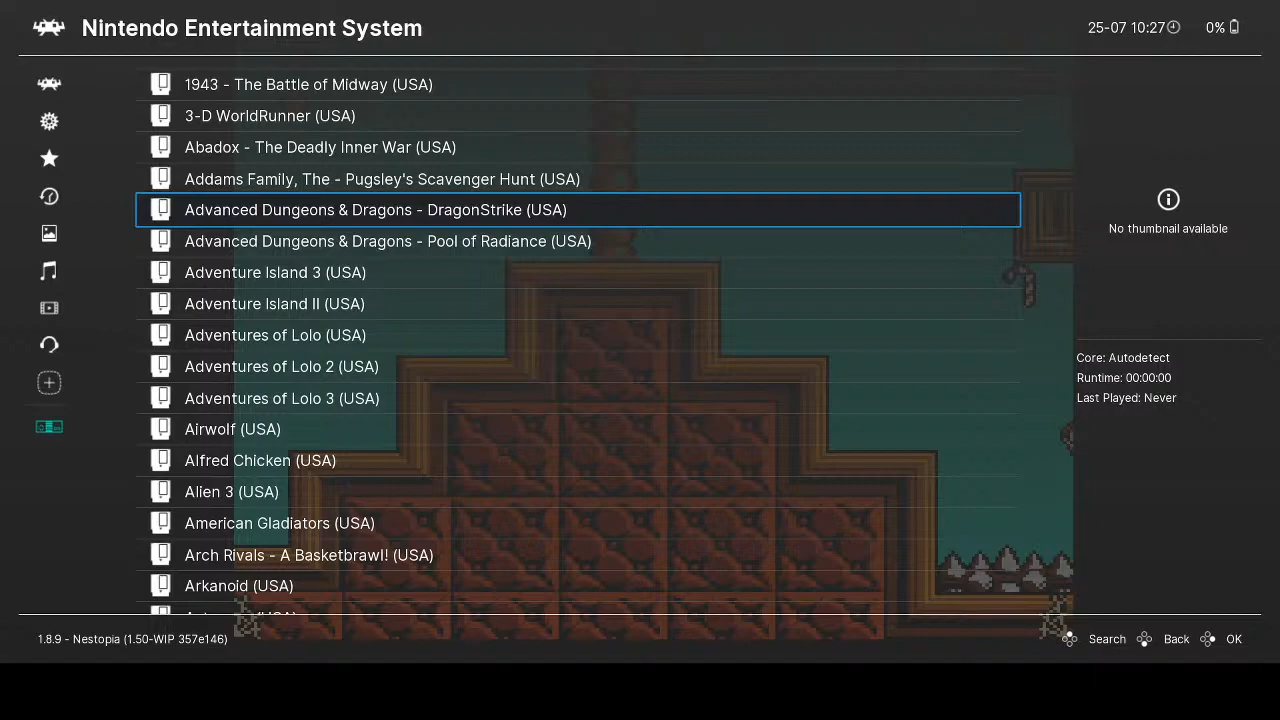 Nintendo Entertainment System
25-07 10:27
0%
1943 - The Battle of Midway (USA)
3-D WorldRunner (USA)
Abadox - The Deadly Inner War (USA)
Addams Family, The - Pugsley's Scavenger Hunt (USA)
Advanced Dungeons & Dragons - DragonStrike (USA)
Advanced Dungeons & Dragons - Pool of Radiance (USA)
Adventure Island 3 (USA)
Adventure Island II (USA)
Adventures of Lolo (USA)
Adventures of Lolo 2 (USA)
Adventures of Lolo 3 (USA)
Airwolf (USA)
Alfred Chicken (USA)
Alien 3 (USA)
American Gladiators (USA)
Arch Rivals - A Basketbrawl! (USA)
Arkanoid (USA)
No thumbnail available
Core: Autodetect
Runtime: 00:00:00
Last Played: Never
1.8.9 - Nestopia (1.50-WIP 357e146)
Search
Back
OK